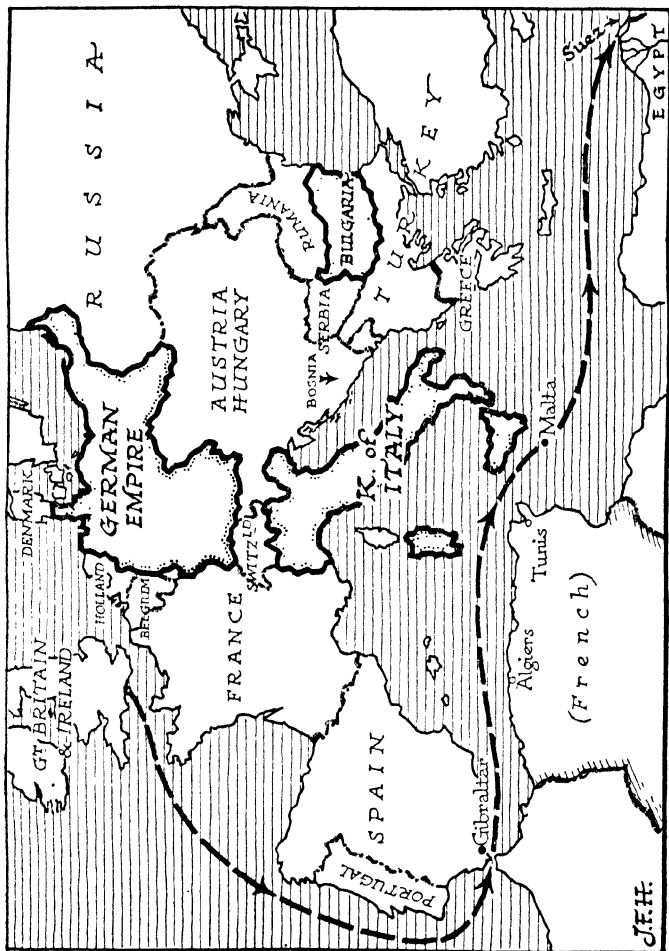 GT BRITAIN
& IRELAND
DENMARK
HOLLAND
BELGIUM
GERMAN
EMPIRE
RUSSIA
FRANCE
SWITZLD
AUSTRIA
HUNGARY
RUMANIA
BOSNIA
SERBIA
BULGARIA
PORTUGAL
SPAIN
K. of
ITALY
TURKEY
GREECE
Gibraltar
Malta
Algiers
Tunis
(French)
Suez
EGYPT
J.F.H.